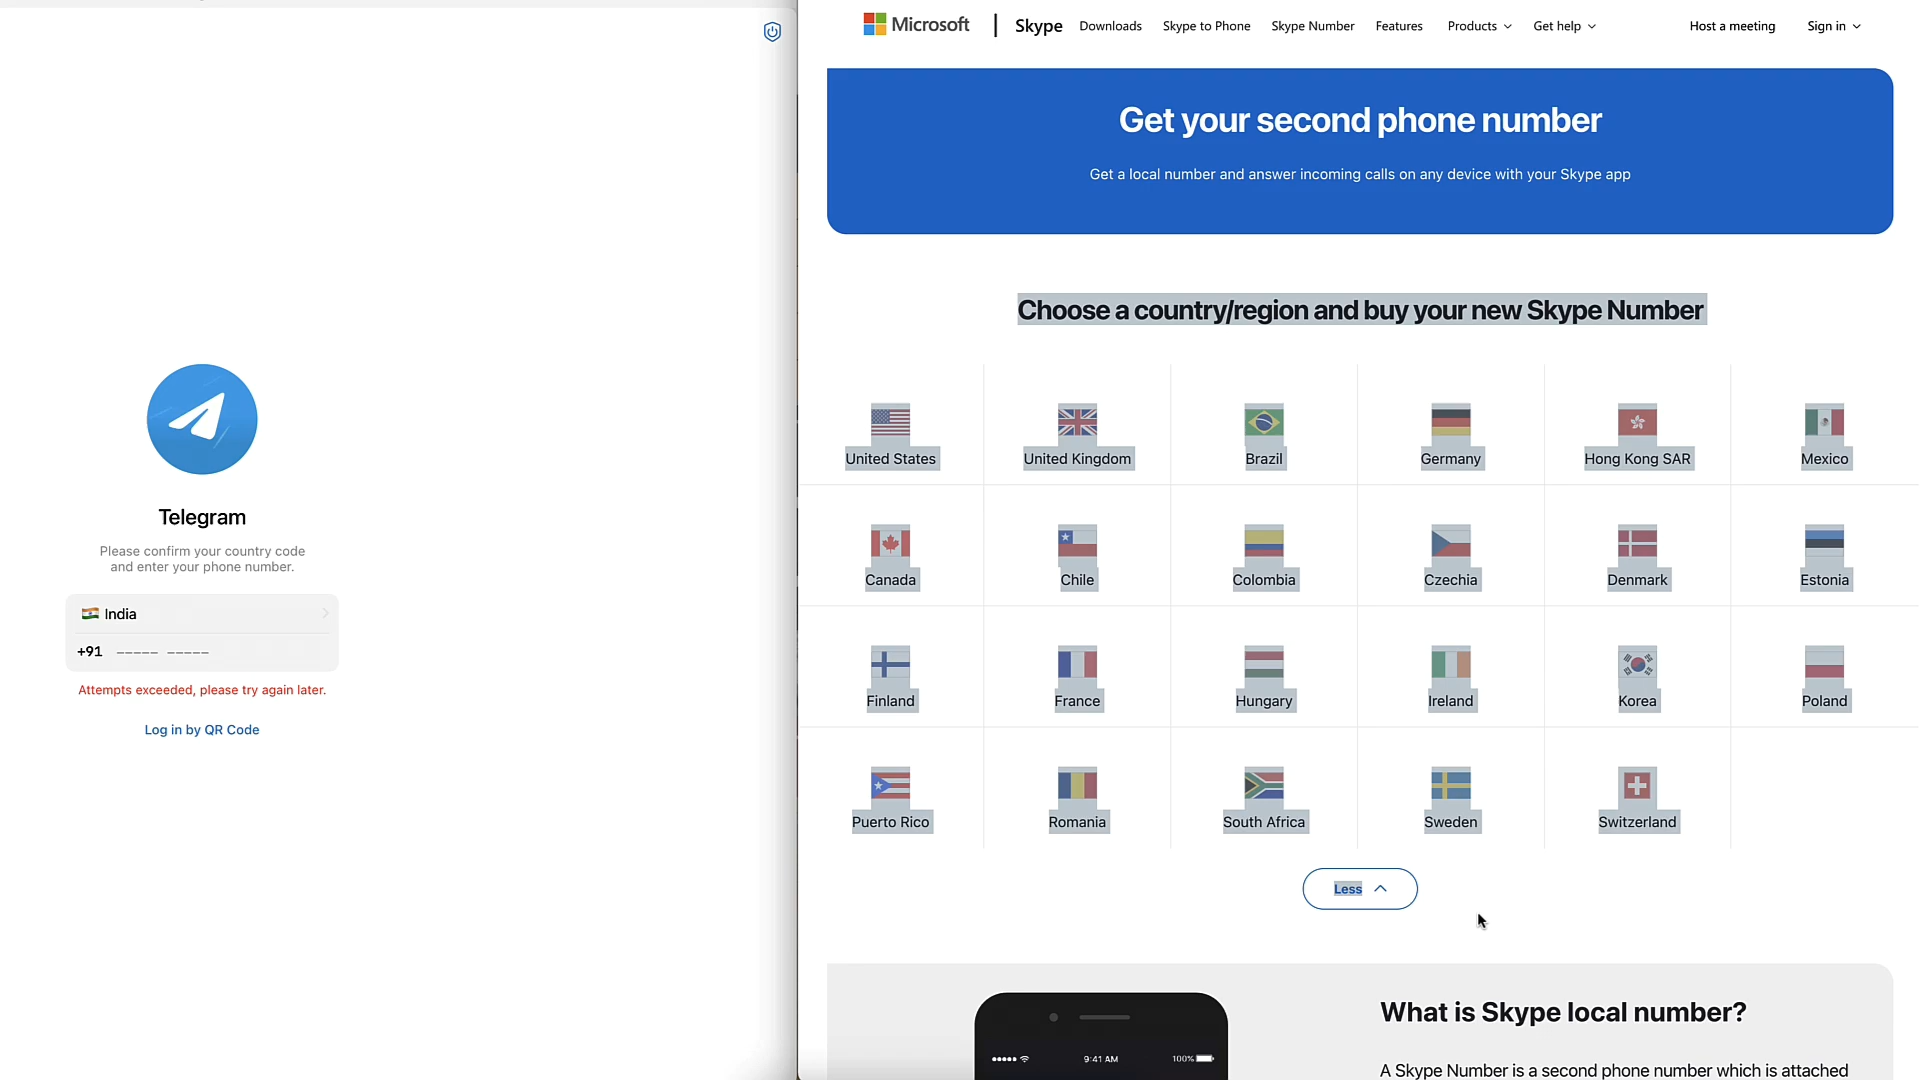 Telegram
Please confirm your country code
and enter your phone number.
India
+91 ----- -----
Attempts exceeded, please try again later.
Log in by QR Code
Microsoft | Skype Downloads Skype to Phone Skype Number Features Products Get help Host a meeting Sign in
Get your second phone number
Get a local number and answer incoming calls on any device with your Skype app
Choose a country/region and buy your new Skype Number
United States United Kingdom Brazil Germany Hong Kong SAR Mexico
Canada Chile Colombia Czechia Denmark Estonia
Finland France Hungary Ireland Korea Poland
Puerto Rico Romania South Africa Sweden Switzerland
Less
9:41 AM 100%
What is Skype local number?
A Skype Number is a second phone number which is attached